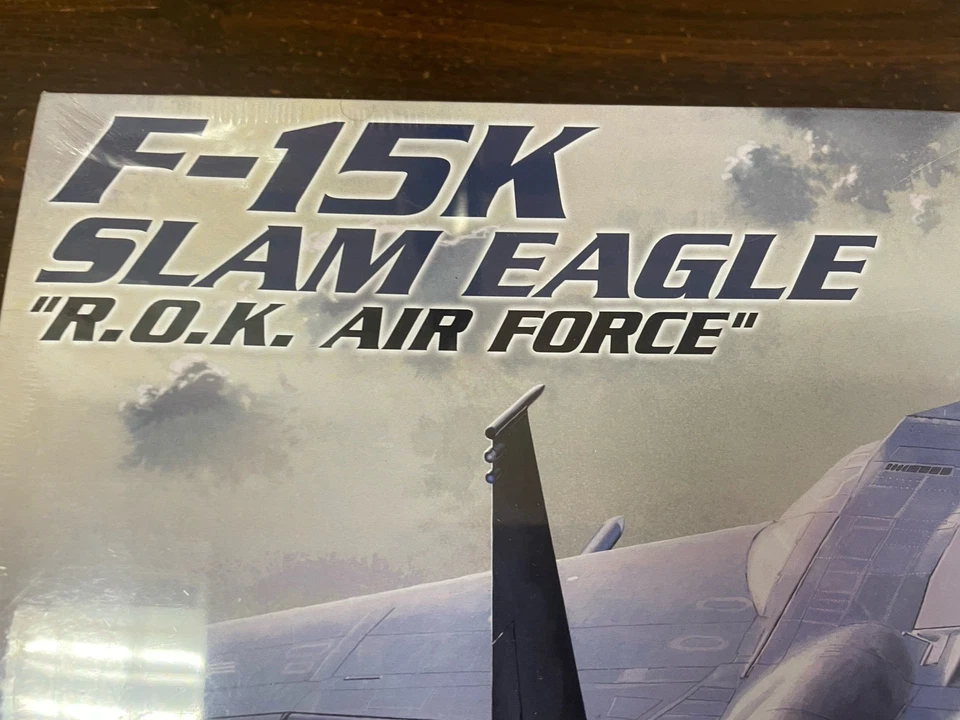 F-15K
SLAM EAGLE
"R.O.K. AIR FORCE"